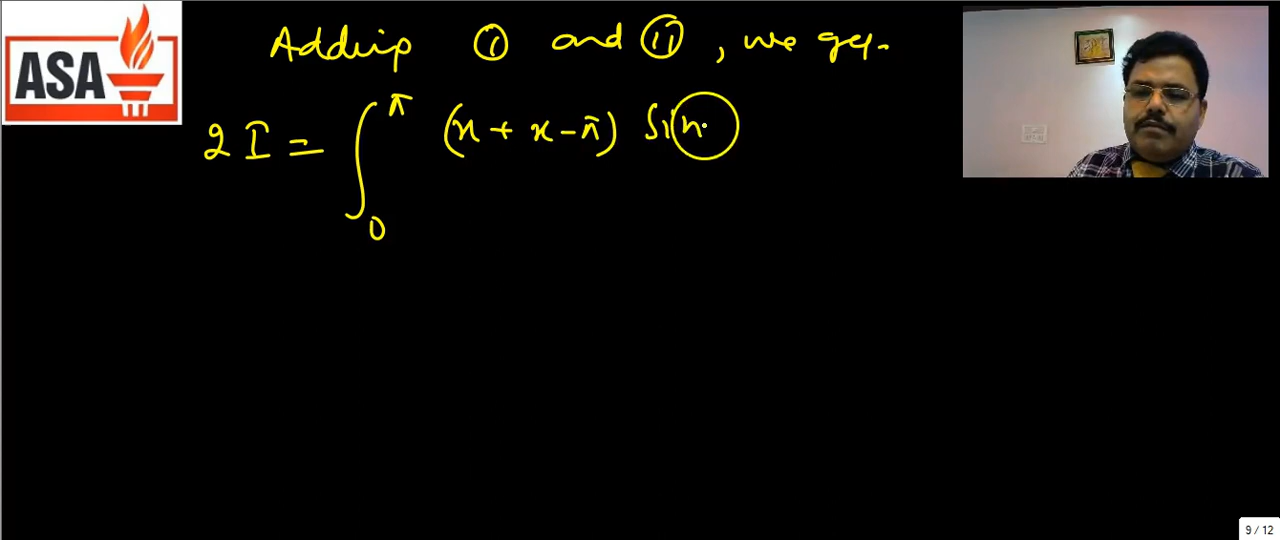 ASA
Adding (i) and (ii), we get.
2I = ∫₀^π (x + x - π) Sin
9 / 12